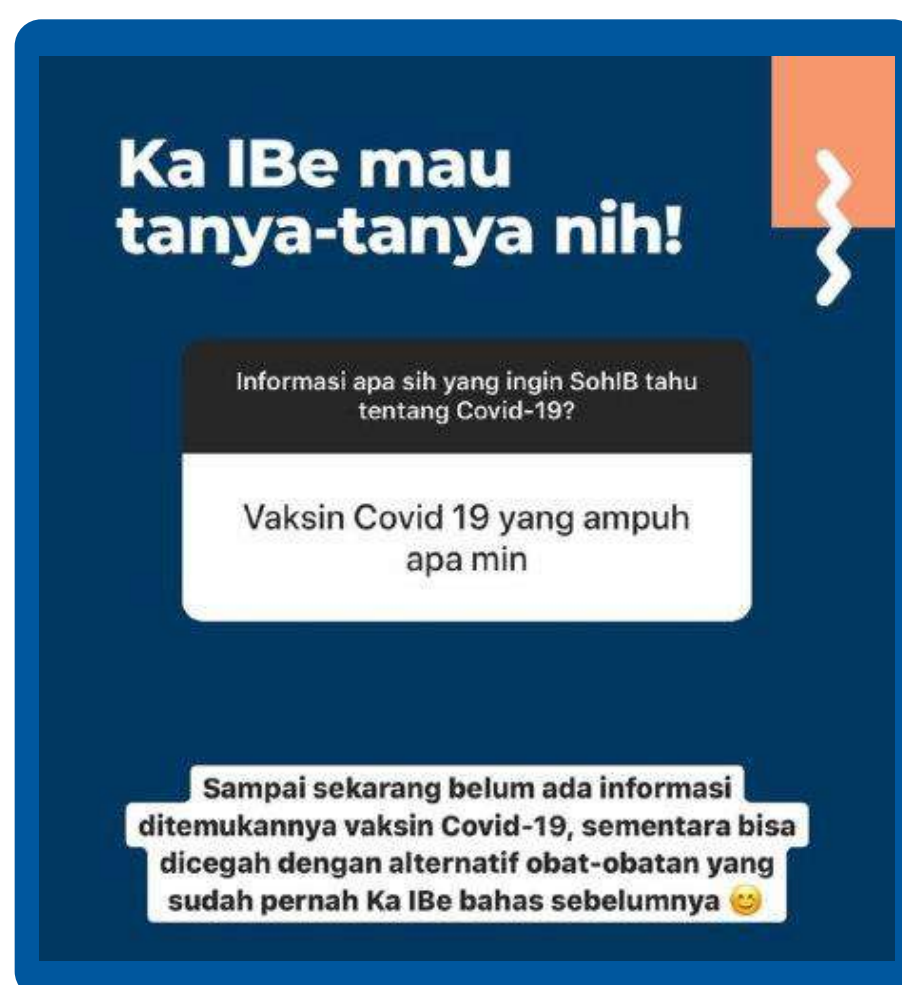 Ka IBe mau
tanya-tanya nih!
Informasi apa sih yang ingin SohIB tahu
tentang Covid-19?
Vaksin Covid 19 yang ampuh
apa min
Sampai sekarang belum ada informasi
ditemukannya vaksin Covid-19, sementara bisa
dicegah dengan alternatif obat-obatan yang
sudah pernah Ka IBe bahas sebelumnya 😊